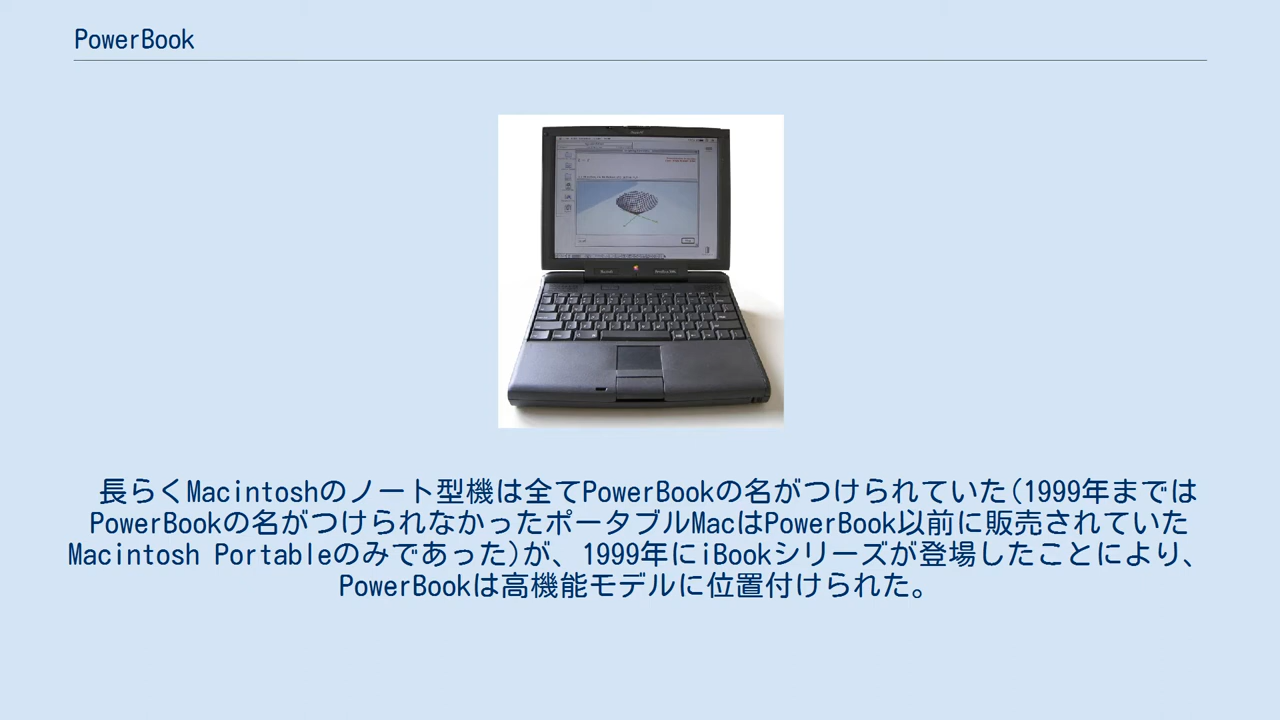 PowerBook
長らくMacintoshのノート型機は全てPowerBookの名がつけられていた(1999年までは
PowerBookの名がつけられなかったポータブルMacはPowerBook以前に販売されていた
Macintosh Portableのみであった)が、1999年にiBookシリーズが登場したことにより、
PowerBookは高機能モデルに位置付けられた。